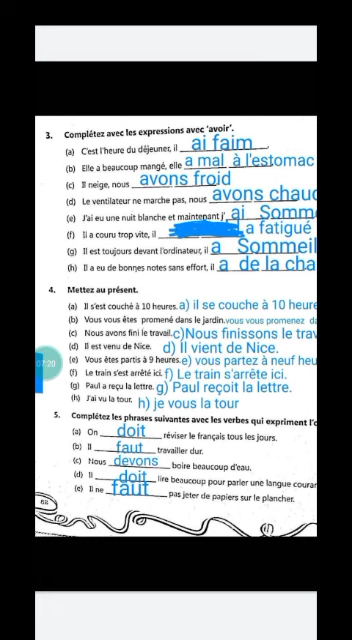 3. Complétez avec les expressions avec 'avoir'.
(a) C'est l'heure du déjeuner, il ai faim.
(b) Elle a beaucoup mangé, elle a mal à l'estomac
(c) Il neige, nous avons froid
(d) Le ventilateur ne marche pas, nous avons chaud
(e) J'ai eu une nuit blanche et maintenant j' ai Somm
(f) Il a couru trop vite, il a fatigué
(g) Il est toujours devant l'ordinateur, il a Sommeil
(h) Il a eu de bonnes notes sans effort, il a de la cha
4. Mettez au présent.
(a) Il s'est couché à 10 heures. a) il se couche à 10 heure
(b) Vous vous êtes promené dans le jardin. vous vous promenez da
(c) Nous avons fini le travail. c) Nous finissons le trav
(d) Il est venu de Nice. d) Il vient de Nice.
(e) Vous êtes partis à 9 heures. e) vous partez à neuf heu
07:20
(f) Le train s'est arrêté ici. f) Le train s'arrête ici.
(g) Paul a reçu la lettre. g) Paul reçoit la lettre.
(h) J'ai vu la tour. h) je vous la tour
5. Complétez les phrases suivantes avec les verbes qui expriment l'o
(a) On doit réviser le français tous les jours.
(b) Il faut travailler dur.
(c) Nous devons boire beaucoup d'eau.
(d) Il doit lire beaucoup pour parler une langue couran
(e) Il ne faut pas jeter de papiers sur le plancher.
62